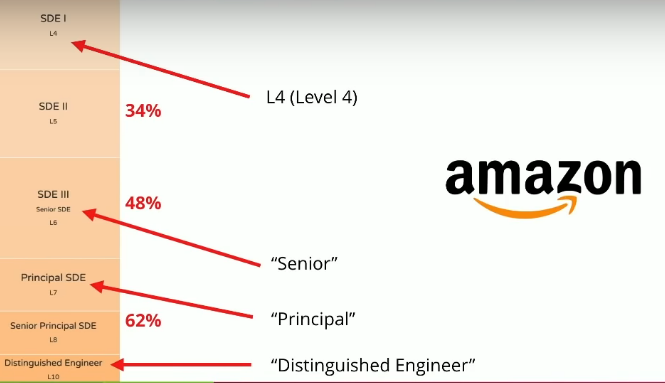 SDE I
L4
L4 (Level 4)
SDE II
L5
34%
SDE III
Senior SDE
L6
48%
amazon
"Senior"
Principal SDE
L7
"Principal"
62%
Senior Principal SDE
L8
Distinguished Engineer
L10
"Distinguished Engineer"